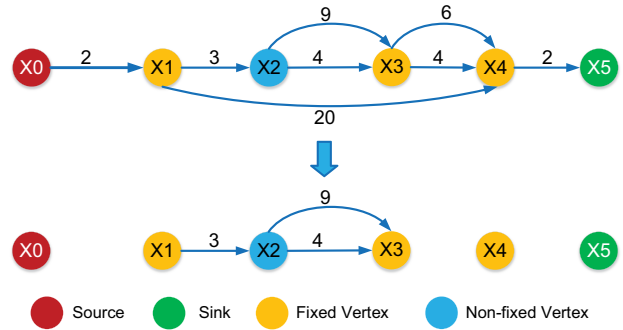 9 6
X0 2 X1 3 X2 4 X3 4 X4 2 X5
20
9
X0 X1 3 X2 4 X3 X4 X5
Source Sink Fixed Vertex Non-fixed Vertex